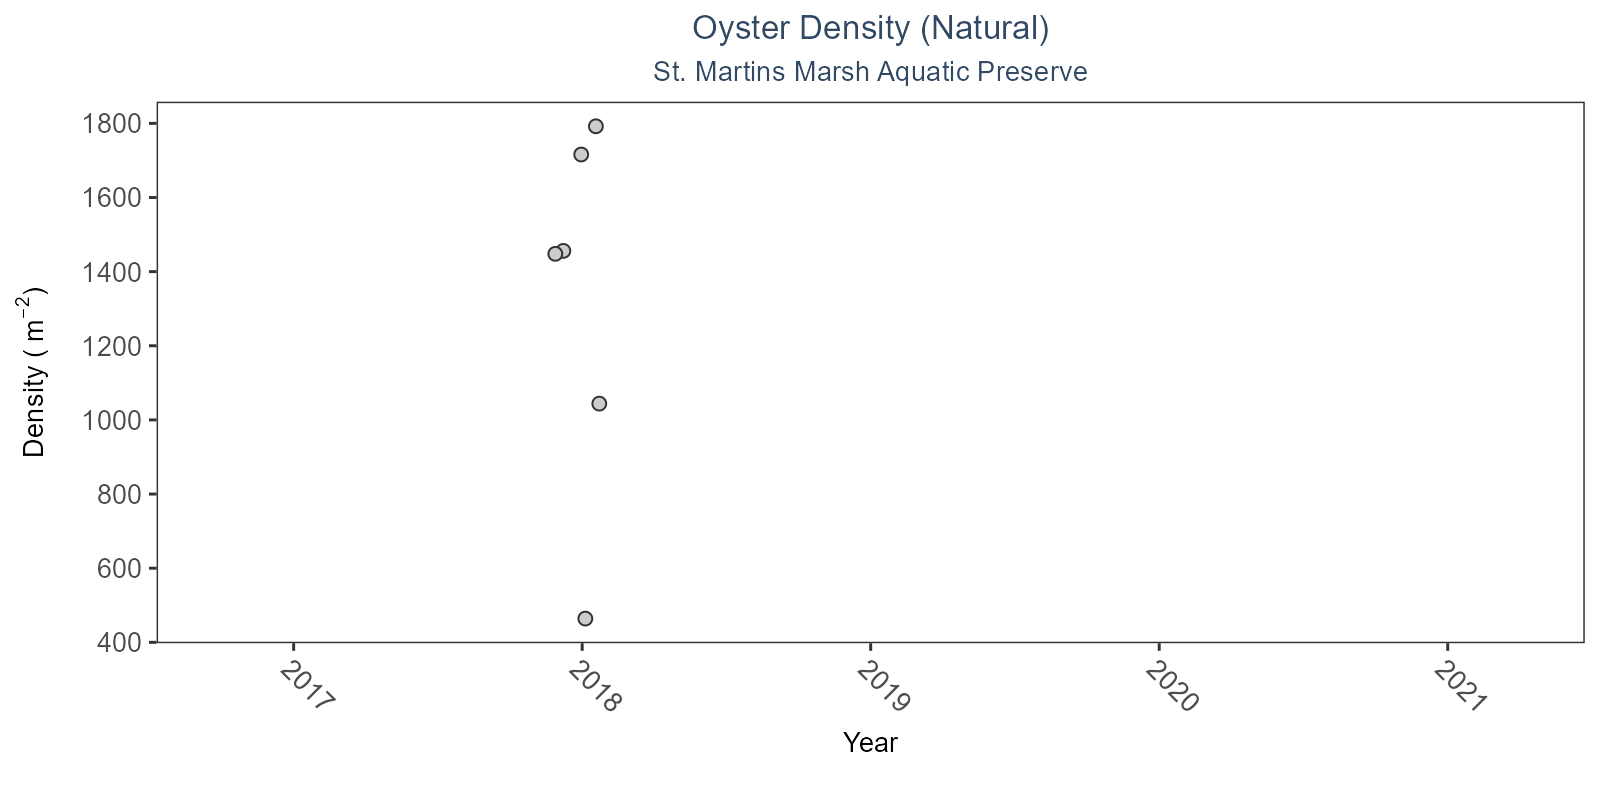 Oyster Density (Natural)
St. Martins Marsh Aquatic Preserve
1800
1600
1400
1200
1000
800
600
400
Density ( m⁻²)
2017 2018 2019 2020 2021
Year